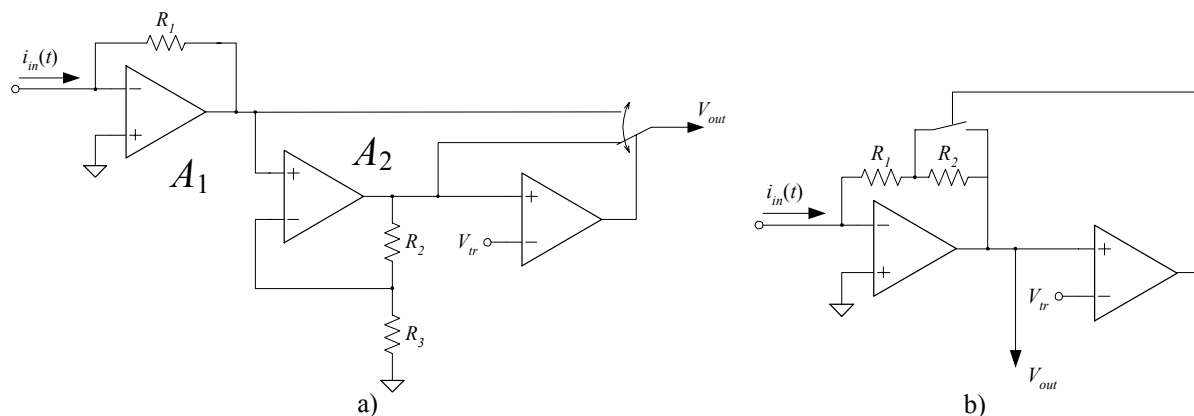 R1
iin(t)
−
+
A1
A2
+
−
R2
R3
Vtr
+
−
Vout
a)
R1
R2
iin(t)
−
+
+
−
Vtr
Vout
b)